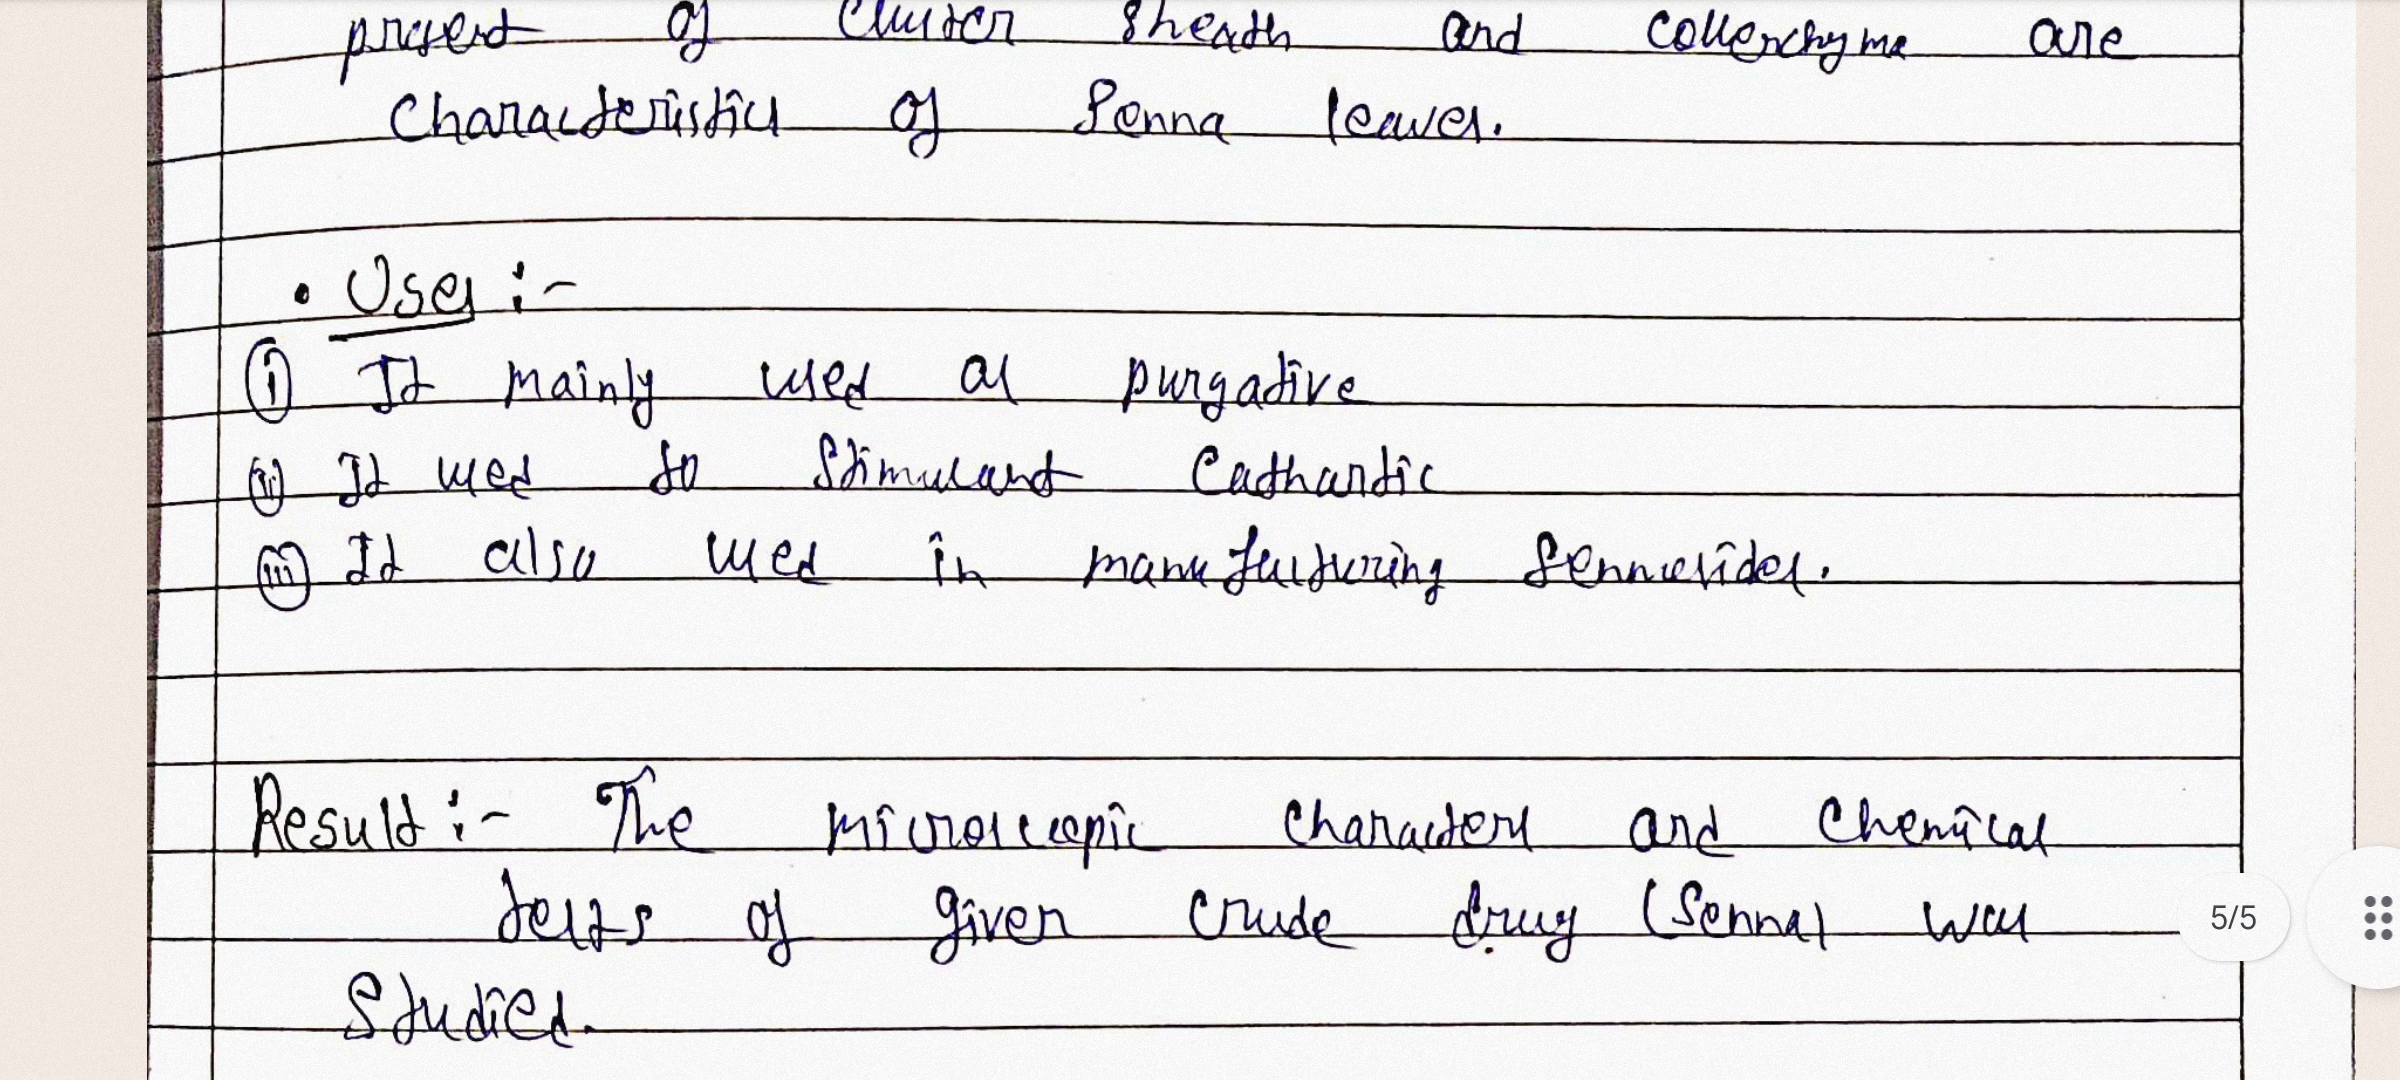 present of Cluster Sheath and collenchyma are
Characteristics of Senna leaves.
• Uses :-
(i) It mainly used as purgative
(ii) It used to Stimulant Cathartic
(iii) It also used in manufacturing Sennosides.
Result :- The microscopic Characters and Chemical
tests of given Crude drug (Senna) was
Studied.
5/5